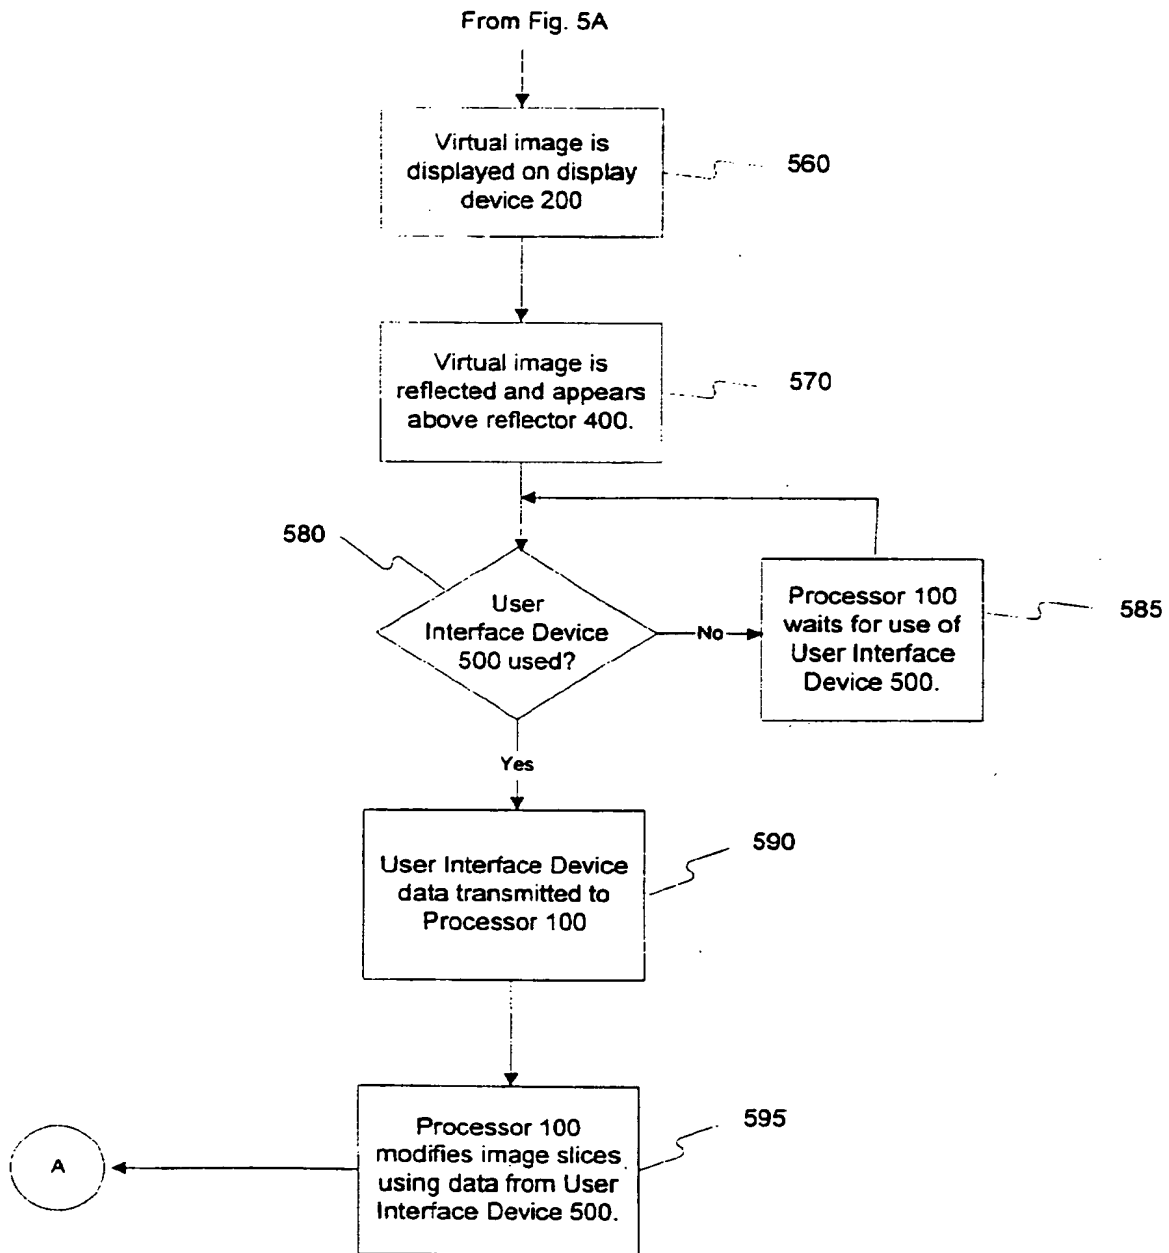 From Fig. 5A
Virtual image is
displayed on display
device 200
560
Virtual image is
reflected and appears
above reflector 400.
570
580
User
Interface Device
500 used?
No
Processor 100
waits for use of
User Interface
Device 500.
585
Yes
User Interface Device
data transmitted to
Processor 100
590
Processor 100
modifies image slices
using data from User
Interface Device 500.
595
A